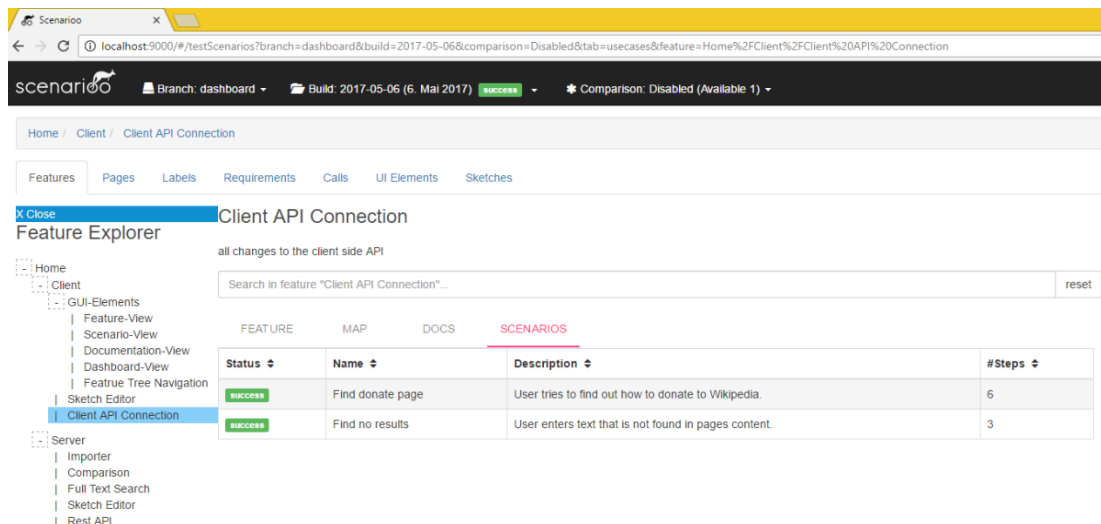 Scenarioo
localhost:9000/#/testScenarios?branch=dashboard&build=2017-05-06&comparison=Disabled&tab=usecases&feature=Home%2FClient%2FClient%20API%20Connection
scenarioo Branch: dashboard Build: 2017-05-06 (6. Mai 2017) success Comparison: Disabled (Available 1)
Home / Client / Client API Connection
Features Pages Labels Requirements Calls UI Elements Sketches
X Close
Feature Explorer
- Home
- Client
- GUI-Elements
| Feature-View
| Scenario-View
| Documentation-View
| Dashboard-View
| Featrue Tree Navigation
| Sketch Editor
| Client API Connection
- Server
| Importer
| Comparison
| Full Text Search
| Sketch Editor
| Rest API
Client API Connection
all changes to the client side API
Search in feature "Client API Connection"... reset
FEATURE MAP DOCS SCENARIOS
Status Name Description #Steps
success Find donate page User tries to find out how to donate to Wikipedia. 6
success Find no results User enters text that is not found in pages content. 3